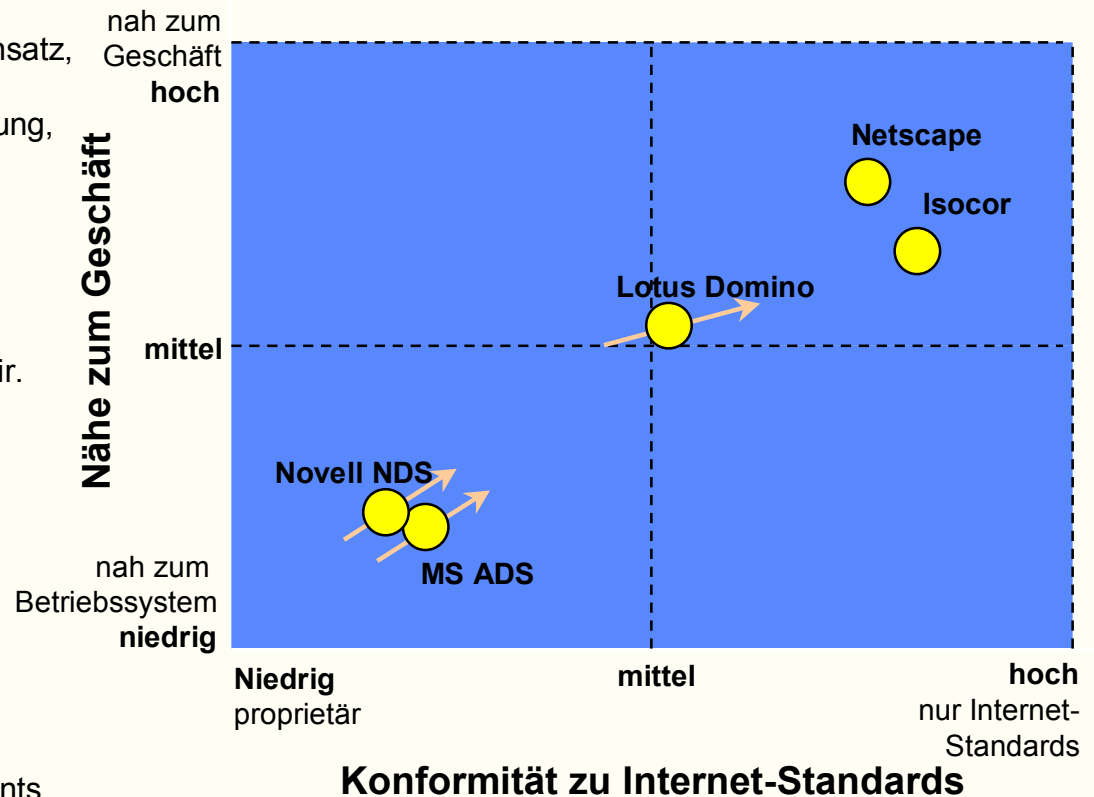 nah zum
Geschäft
hoch
Nähe zum Geschäft
Netscape
Isocor
Lotus Domino
mittel
ir.
Novell NDS
MS ADS
nah zum
Betriebssystem
niedrig
Niedrig
proprietär
mittel
hoch
nur Internet-
Standards
Konformität zu Internet-Standards